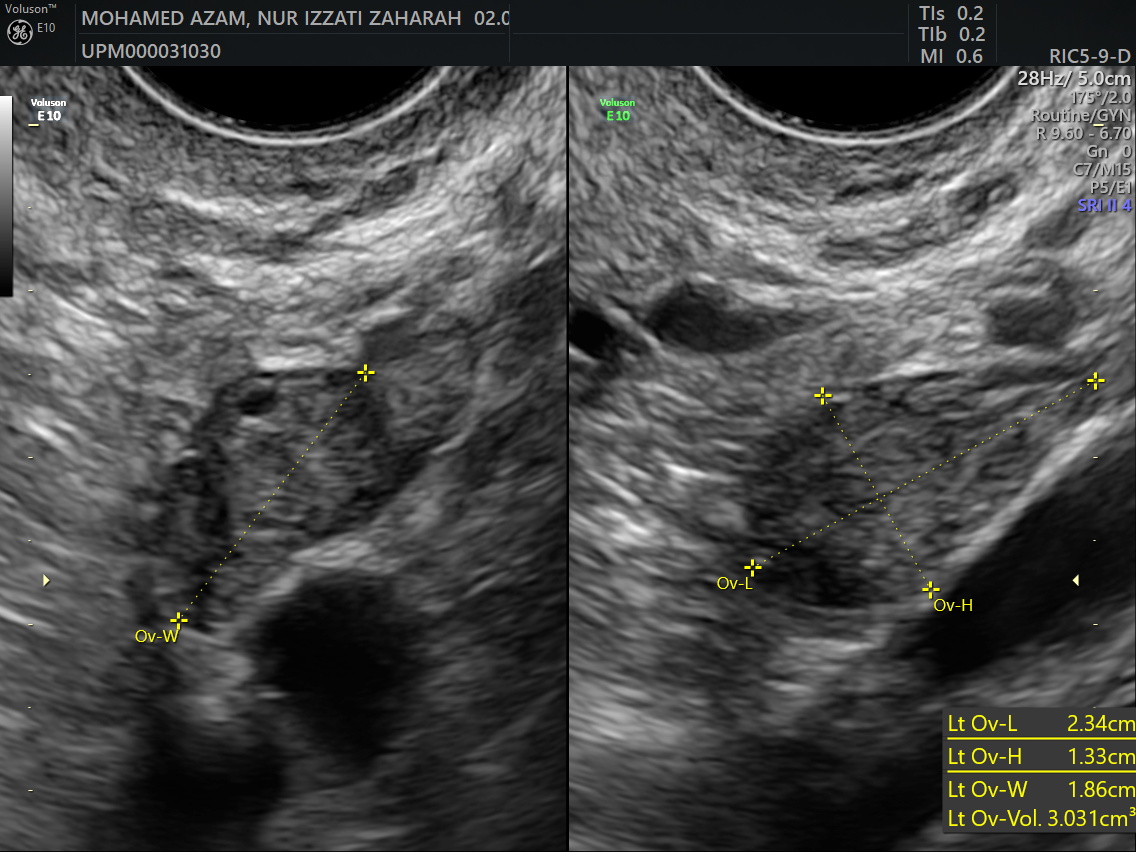 Voluson™
E10
MOHAMED AZAM, NUR IZZATI ZAHARAH 02.0
UPM000031030
TIs 0.2
TIb 0.2
MI 0.6
RIC5-9-D
28Hz/ 5.0cm
175°/2.0
Routine/GYN
R 9.60 - 6.70
Gn 0
C7/M15
P5/E1
SRI II 4
Voluson
E10
Voluson
E10
Ov-W
Ov-L
Ov-H
Lt Ov-L 2.34cm
Lt Ov-H 1.33cm
Lt Ov-W 1.86cm
Lt Ov-Vol. 3.031cm³